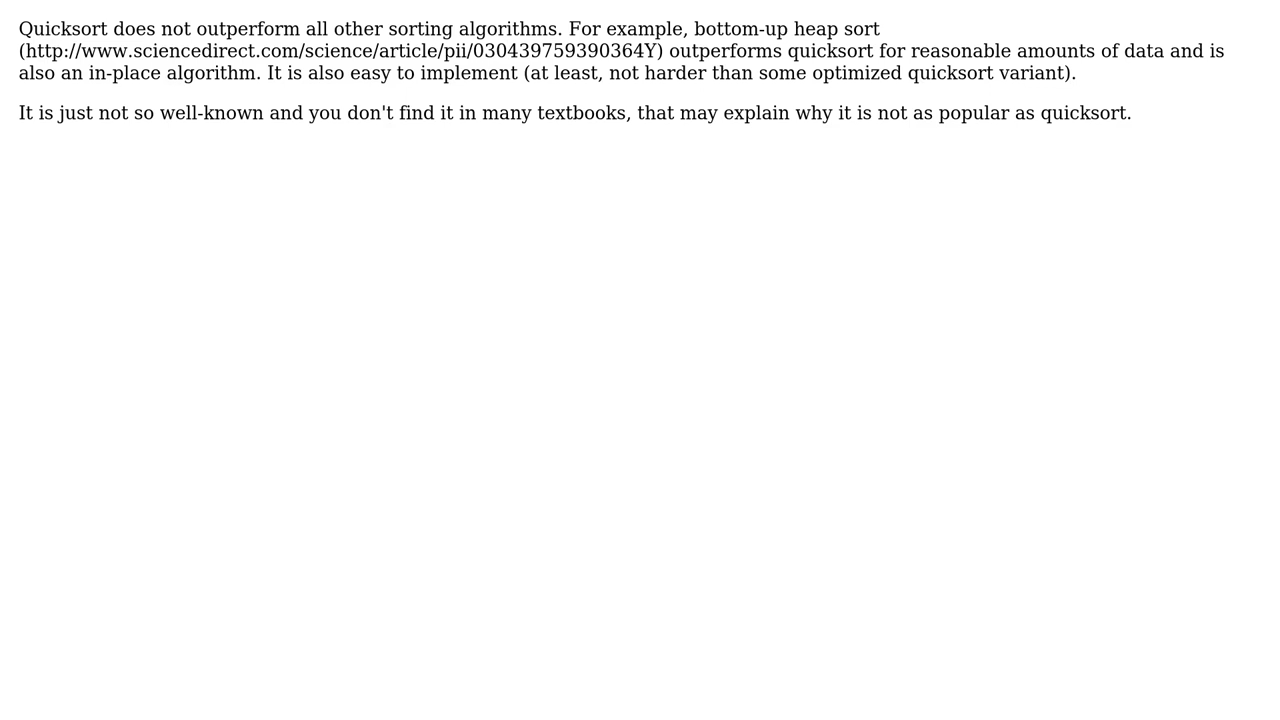 Quicksort does not outperform all other sorting algorithms. For example, bottom-up heap sort
(http://www.sciencedirect.com/science/article/pii/030439759390364Y) outperforms quicksort for reasonable amounts of data and is
also an in-place algorithm. It is also easy to implement (at least, not harder than some optimized quicksort variant).
It is just not so well-known and you don't find it in many textbooks, that may explain why it is not as popular as quicksort.